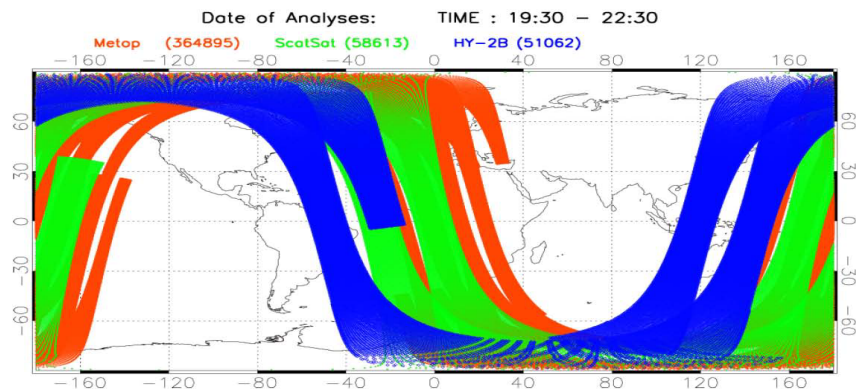 Date of Analyses: TIME : 19:30 - 22:30
Metop (364895) ScatSat (58613) HY-2B (51062)
-160 -120 -80 -40 0 40 80 120 160
60 60
30 30
0 0
-30 -30
-60 -60
-160 -120 -80 -40 0 40 80 120 160